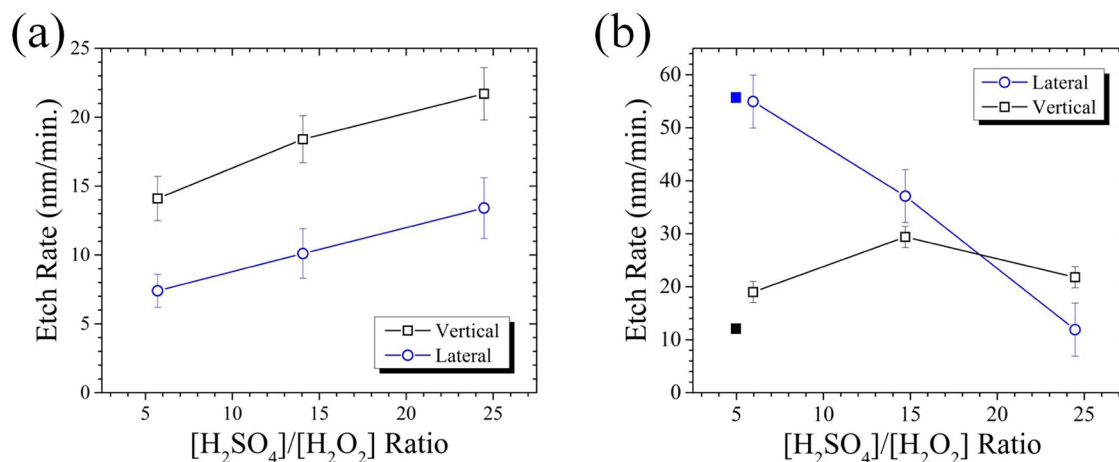 (a)
25
20
15
10
5
0
Etch Rate (nm/min.)
Vertical
Lateral
5 10 15 20 25
[H₂SO₄]/[H₂O₂] Ratio
(b)
60
50
40
30
20
10
0
Etch Rate (nm/min.)
Lateral
Vertical
5 10 15 20 25
[H₂SO₄]/[H₂O₂] Ratio